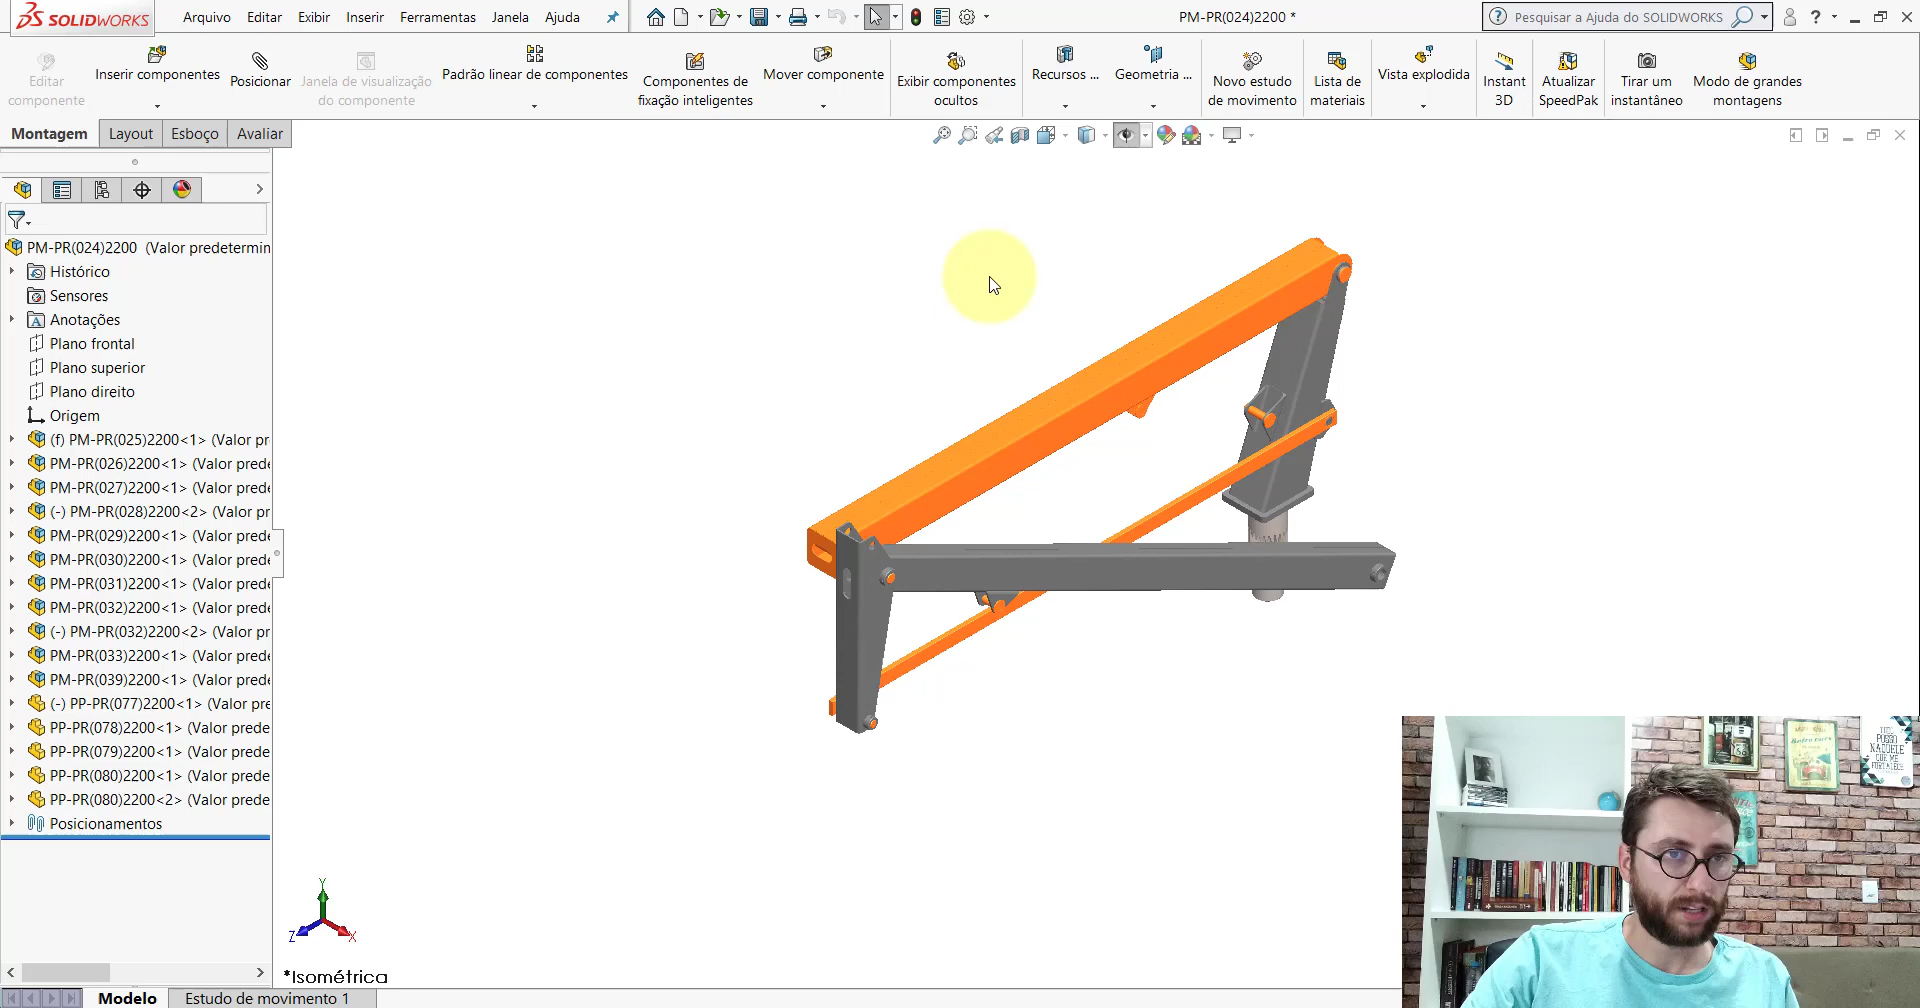 SOLIDWORKS
Arquivo
Editar
Exibir
Inserir
Ferramentas
Janela
Ajuda
PM-PR(024)2200 *
Pesquisar a Ajuda do SOLIDWORKS
Editar
componente
Inserir componentes
Posicionar
Janela de visualização
do componente
Padrão linear de componentes
Componentes de
fixação inteligentes
Mover componente
Exibir componentes
ocultos
Recursos ...
Geometria ...
Novo estudo
de movimento
Lista de
materiais
Vista explodida
Instant
3D
Atualizar
SpeedPak
Tirar um
instantâneo
Modo de grandes
montagens
Montagem
Layout
Esboço
Avaliar
PM-PR(024)2200 (Valor predetermin
Histórico
Sensores
Anotações
Plano frontal
Plano superior
Plano direito
Origem
(f) PM-PR(025)2200<1> (Valor pr
PM-PR(026)2200<1> (Valor prede
PM-PR(027)2200<1> (Valor prede
(-) PM-PR(028)2200<2> (Valor pr
PM-PR(029)2200<1> (Valor prede
PM-PR(030)2200<1> (Valor prede
PM-PR(031)2200<1> (Valor prede
PM-PR(032)2200<1> (Valor prede
(-) PM-PR(032)2200<2> (Valor pr
PM-PR(033)2200<1> (Valor prede
PM-PR(039)2200<1> (Valor prede
(-) PP-PR(077)2200<1> (Valor pre
PP-PR(078)2200<1> (Valor prede
PP-PR(079)2200<1> (Valor prede
PP-PR(080)2200<1> (Valor prede
PP-PR(080)2200<2> (Valor prede
Posicionamentos
Y
Z
X
*Isométrica
Modelo
Estudo de movimento 1
TUDO
POSSO
NAQUELE
QUE ME
FORTALECE